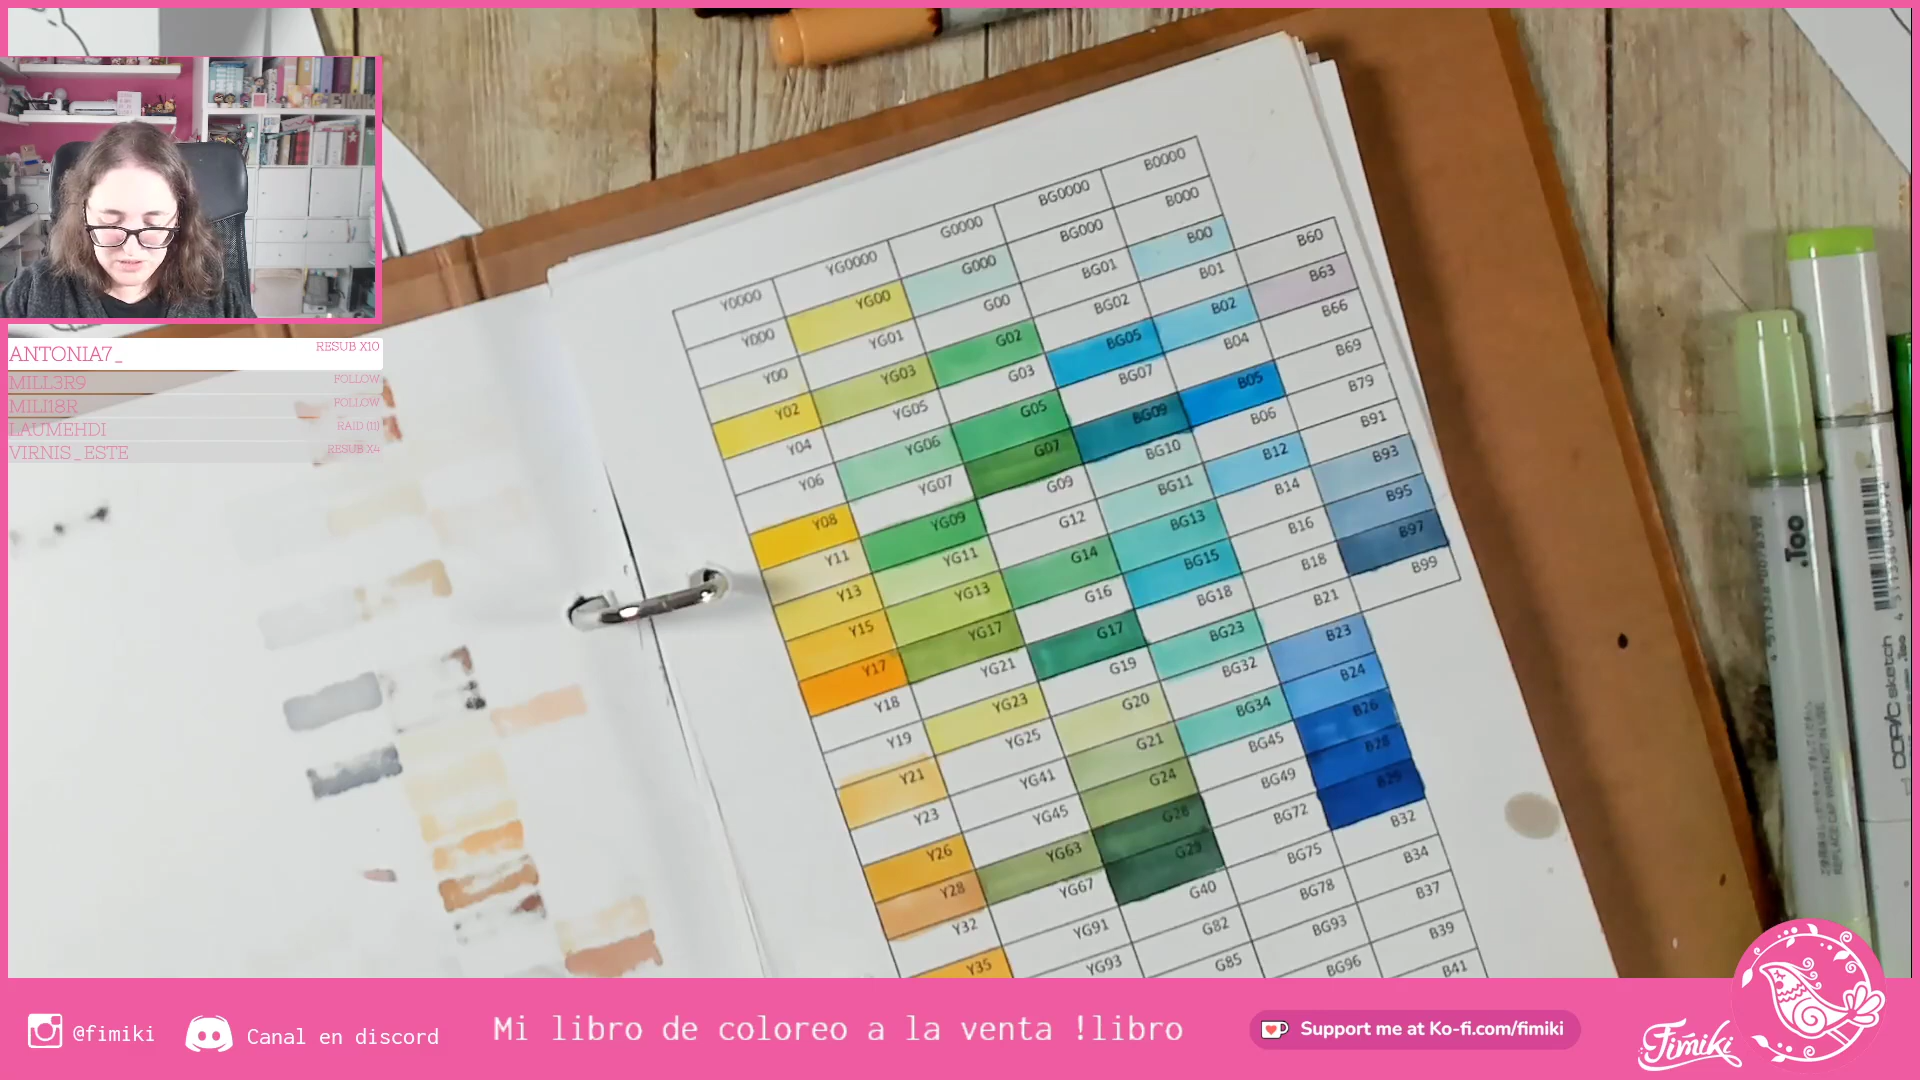 ANTONIA7_ RESUB X10
MILL3R9 FOLLOW
MILI18R FOLLOW
LAUMEHDI RAID (11)
VIRNIS_ESTE RESUB X4
Y0000
Y000
Y00
Y02
Y04
Y06
Y08
Y11
Y13
Y15
Y17
Y18
Y19
Y21
Y23
Y26
Y28
Y32
Y35
YG0000
YG00
YG01
YG03
YG05
YG06
YG07
YG09
YG11
YG13
YG17
YG21
YG23
YG25
YG41
YG45
YG63
YG67
YG91
YG93
G0000
G000
G00
G02
G03
G05
G07
G09
G12
G14
G16
G17
G19
G20
G21
G24
G28
G29
G40
G82
G85
BG0000
BG000
BG01
BG02
BG05
BG07
BG09
BG10
BG11
BG13
BG15
BG18
BG23
BG32
BG34
BG45
BG49
BG72
BG75
BG78
BG93
BG96
B0000
B000
B00
B01
B02
B04
B05
B06
B12
B14
B16
B18
B21
B23
B24
B26
B28
B29
B32
B34
B37
B39
B41
B60
B63
B66
B69
B79
B91
B93
B95
B97
B99
.Too
COPIC sketch
@fimiki
Canal en discord
Mi libro de coloreo a la venta !libro
Support me at Ko-fi.com/fimiki
Fimiki